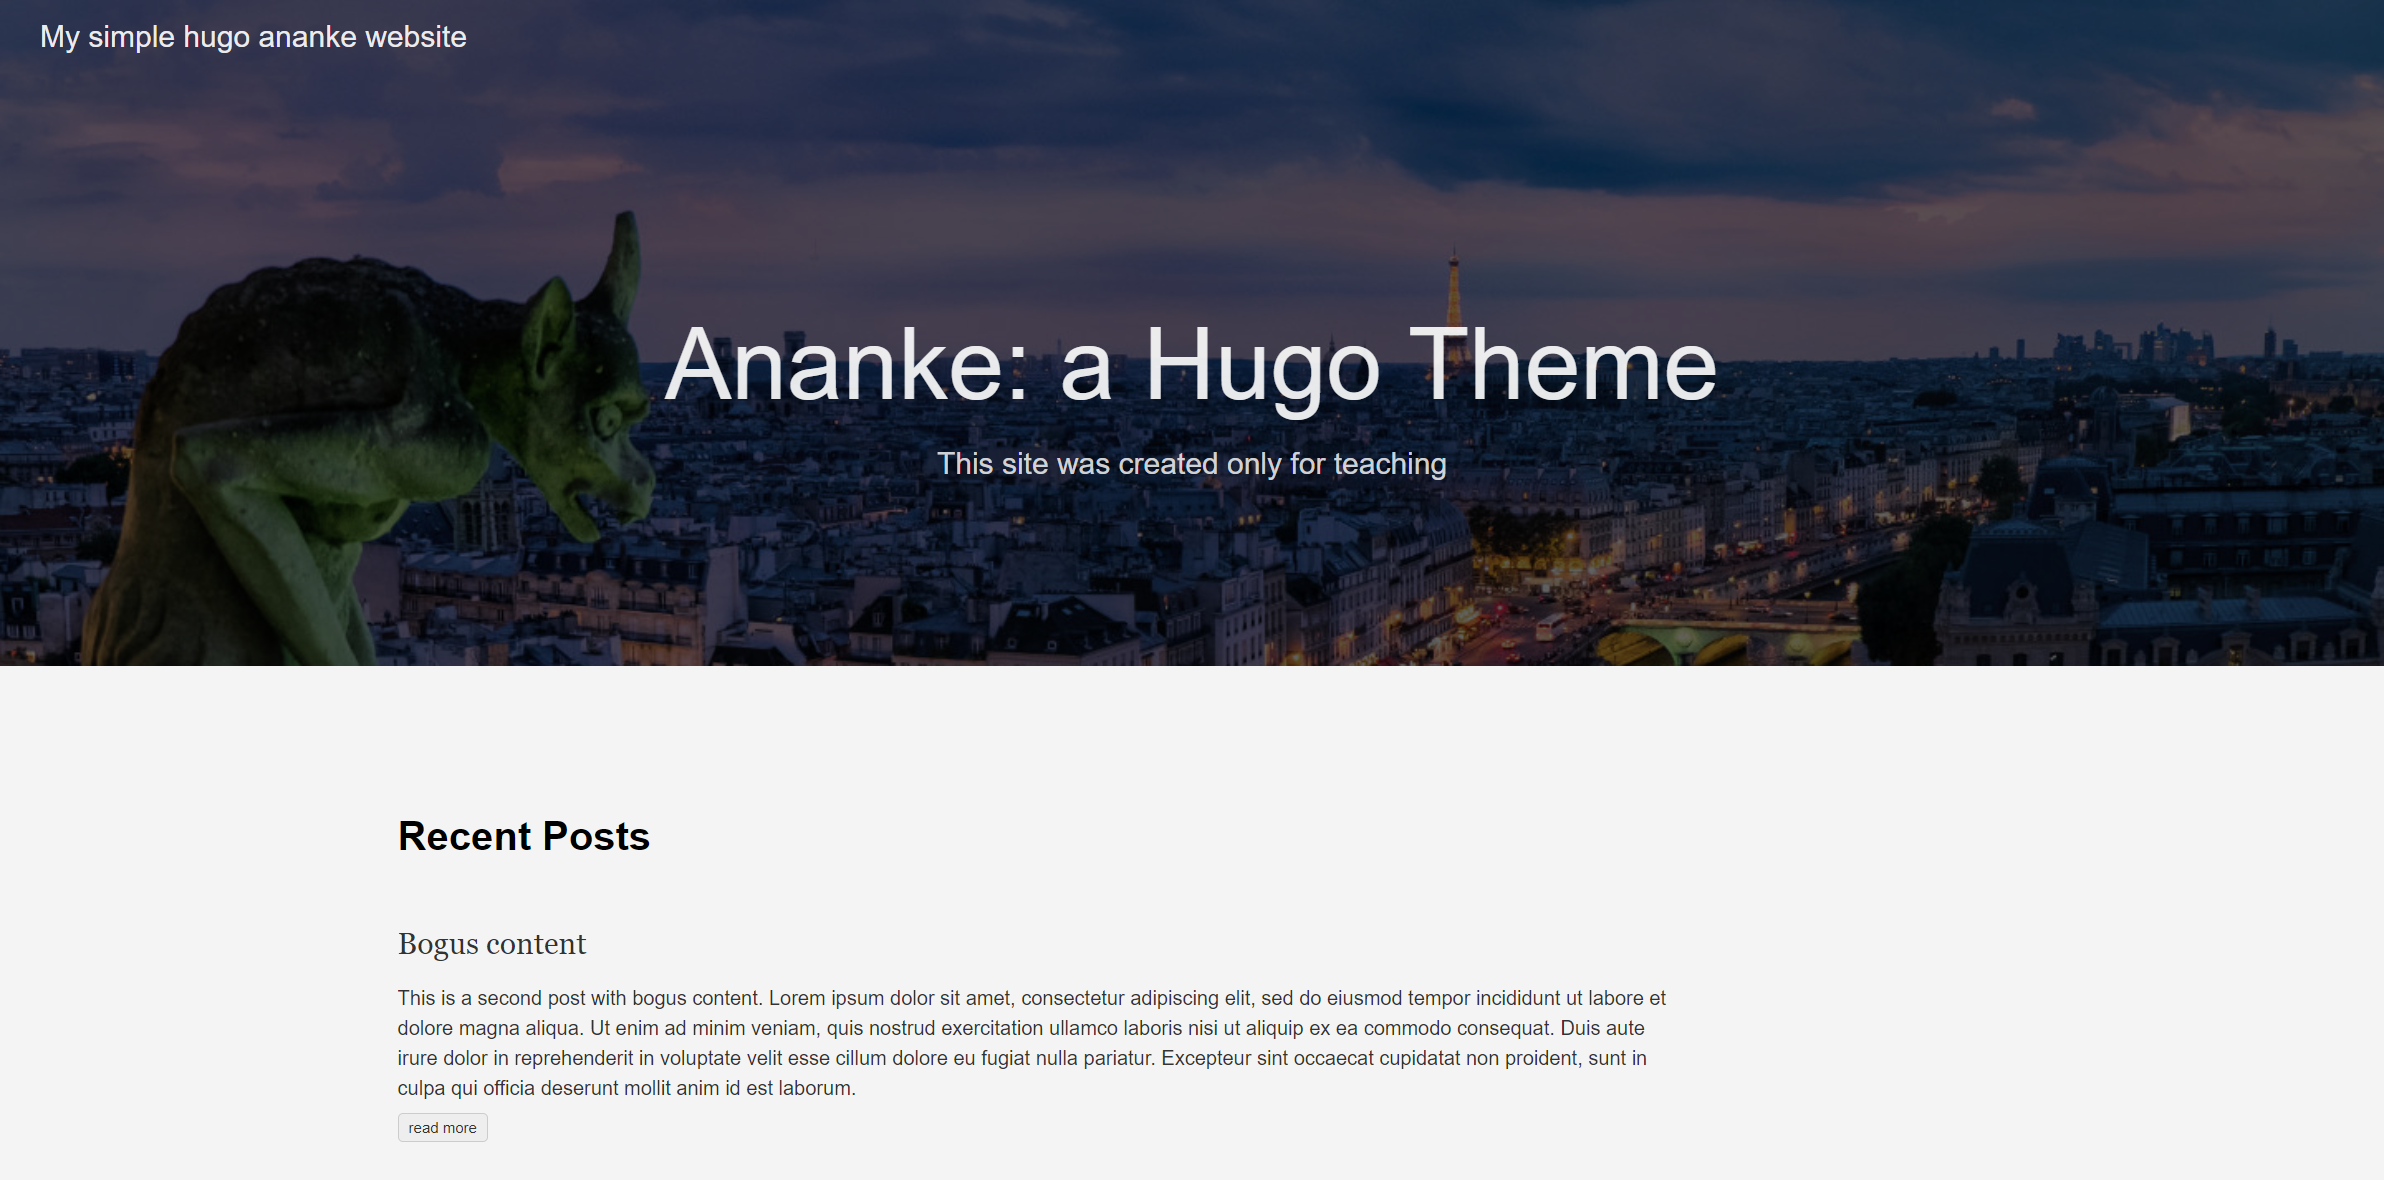 My simple hugo ananke website
Ananke: a Hugo Theme
This site was created only for teaching
Recent Posts
Bogus content
This is a second post with bogus content. Lorem ipsum dolor sit amet, consectetur adipiscing elit, sed do eiusmod tempor incididunt ut labore et
dolore magna aliqua. Ut enim ad minim veniam, quis nostrud exercitation ullamco laboris nisi ut aliquip ex ea commodo consequat. Duis aute
irure dolor in reprehenderit in voluptate velit esse cillum dolore eu fugiat nulla pariatur. Excepteur sint occaecat cupidatat non proident, sunt in
culpa qui officia deserunt mollit anim id est laborum.
read more